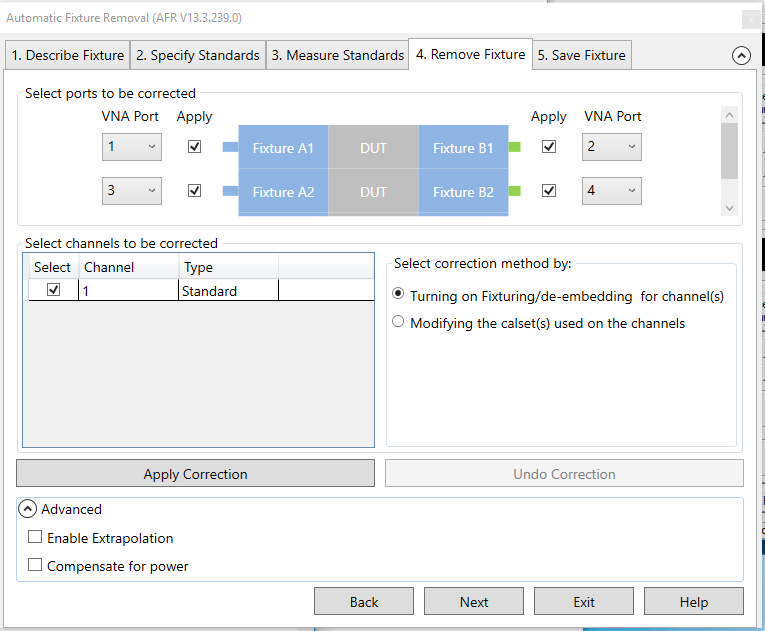 Automatic Fixture Removal (AFR V13.3.239.0)
1. Describe Fixture 2. Specify Standards 3. Measure Standards 4. Remove Fixture 5. Save Fixture
Select ports to be corrected
VNA Port Apply Apply VNA Port
1 Fixture A1 DUT Fixture B1 2
3 Fixture A2 DUT Fixture B2 4
Select channels to be corrected
Select Channel Type
1 Standard
Select correction method by:
Turning on Fixturing/de-embedding for channel(s)
Modifying the calset(s) used on the channels
Apply Correction Undo Correction
Advanced
Enable Extrapolation
Compensate for power
Back Next Exit Help